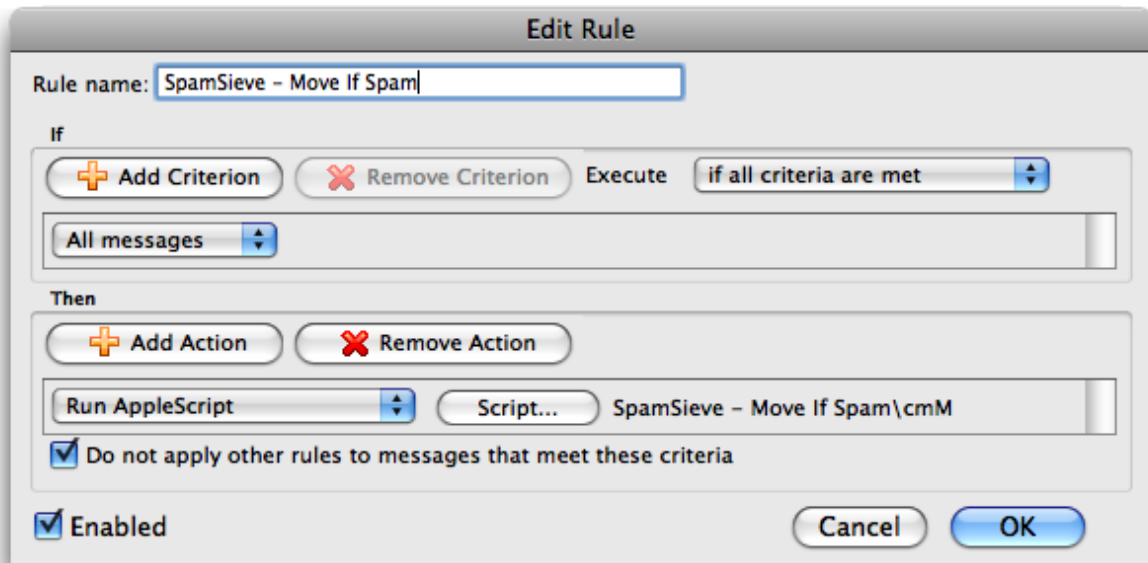 Edit Rule
Rule name: SpamSieve – Move If Spam
If
Add Criterion Remove Criterion Execute if all criteria are met
All messages
Then
Add Action Remove Action
Run AppleScript Script... SpamSieve – Move If Spam\cmM
Do not apply other rules to messages that meet these criteria
Enabled Cancel OK